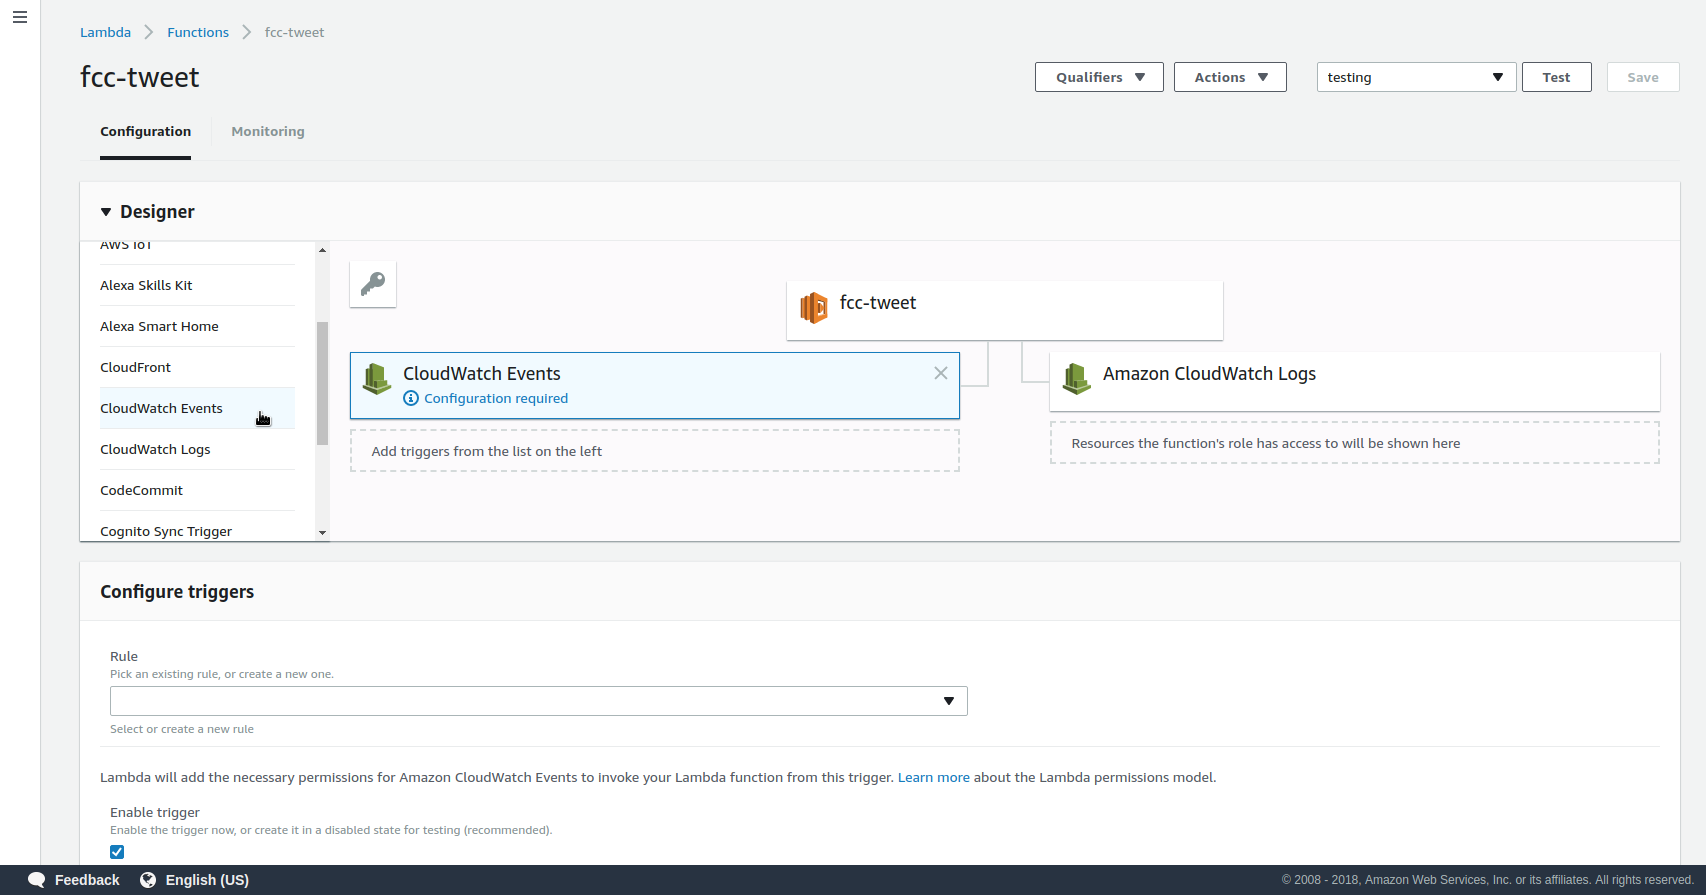 Lambda > Functions > fcc-tweet
fcc-tweet
Qualifiers
Actions
testing
Test
Save
Configuration
Monitoring
Designer
AWS IoT
Alexa Skills Kit
Alexa Smart Home
CloudFront
CloudWatch Events
CloudWatch Logs
CodeCommit
Cognito Sync Trigger
fcc-tweet
CloudWatch Events
Configuration required
Add triggers from the list on the left
Amazon CloudWatch Logs
Resources the function's role has access to will be shown here
Configure triggers
Rule
Pick an existing rule, or create a new one.
Select or create a new rule
Lambda will add the necessary permissions for Amazon CloudWatch Events to invoke your Lambda function from this trigger. Learn more about the Lambda permissions model.
Enable trigger
Enable the trigger now, or create it in a disabled state for testing (recommended).
Feedback
English (US)
© 2008 - 2018, Amazon Web Services, Inc. or its affiliates. All rights reserved.